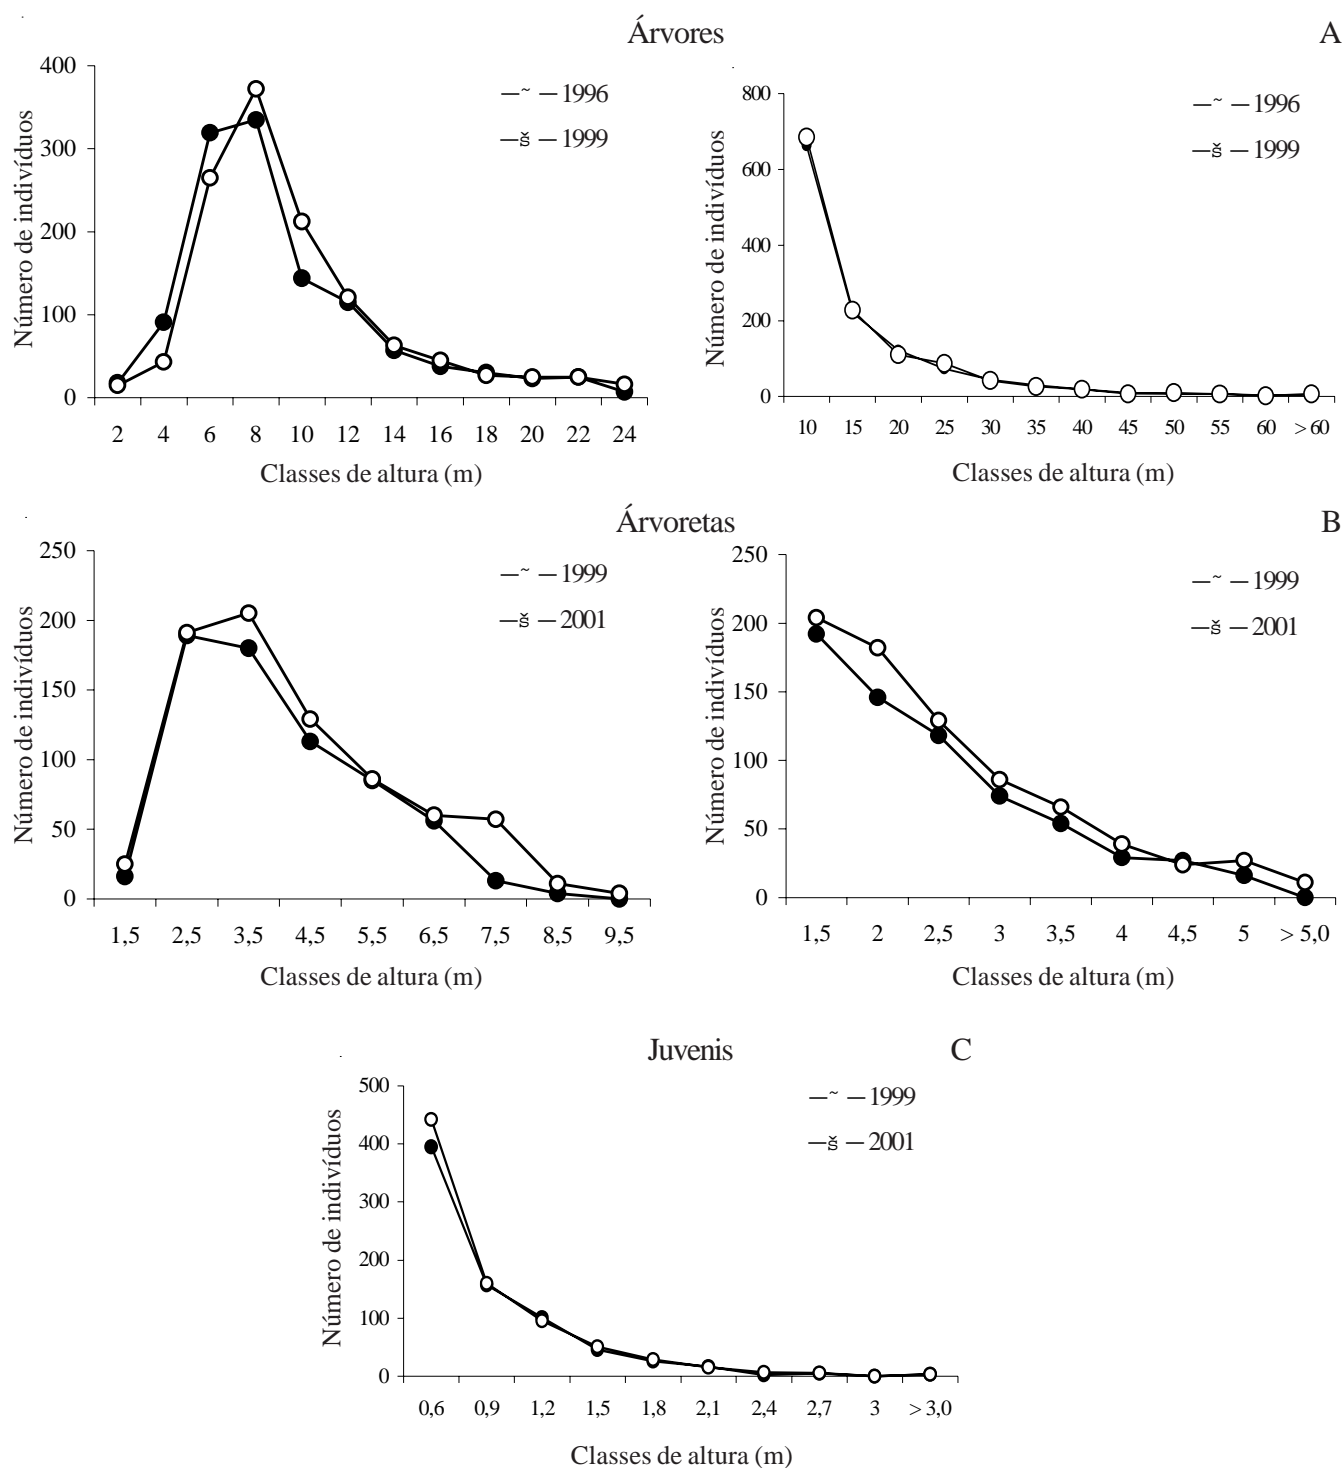 Árvores A
400
300
200
100
0
Número de indivíduos
—~ — 1996
—š — 1999
2 4 6 8 10 12 14 16 18 20 22 24
Classes de altura (m)
800
600
400
200
0
Número de indivíduos
—~ — 1996
—š — 1999
10 15 20 25 30 35 40 45 50 55 60 > 60
Classes de altura (m)
Árvoretas B
250
200
150
100
50
0
Número de indivíduos
—~ — 1999
—š — 2001
1,5 2,5 3,5 4,5 5,5 6,5 7,5 8,5 9,5
Classes de altura (m)
250
200
150
100
50
0
Número de indivíduos
—~ — 1999
—š — 2001
1,5 2 2,5 3 3,5 4 4,5 5 > 5,0
Classes de altura (m)
Juvenis C
500
400
300
200
100
0
Número de indivíduos
—~ — 1999
—š — 2001
0,6 0,9 1,2 1,5 1,8 2,1 2,4 2,7 3 > 3,0
Classes de altura (m)